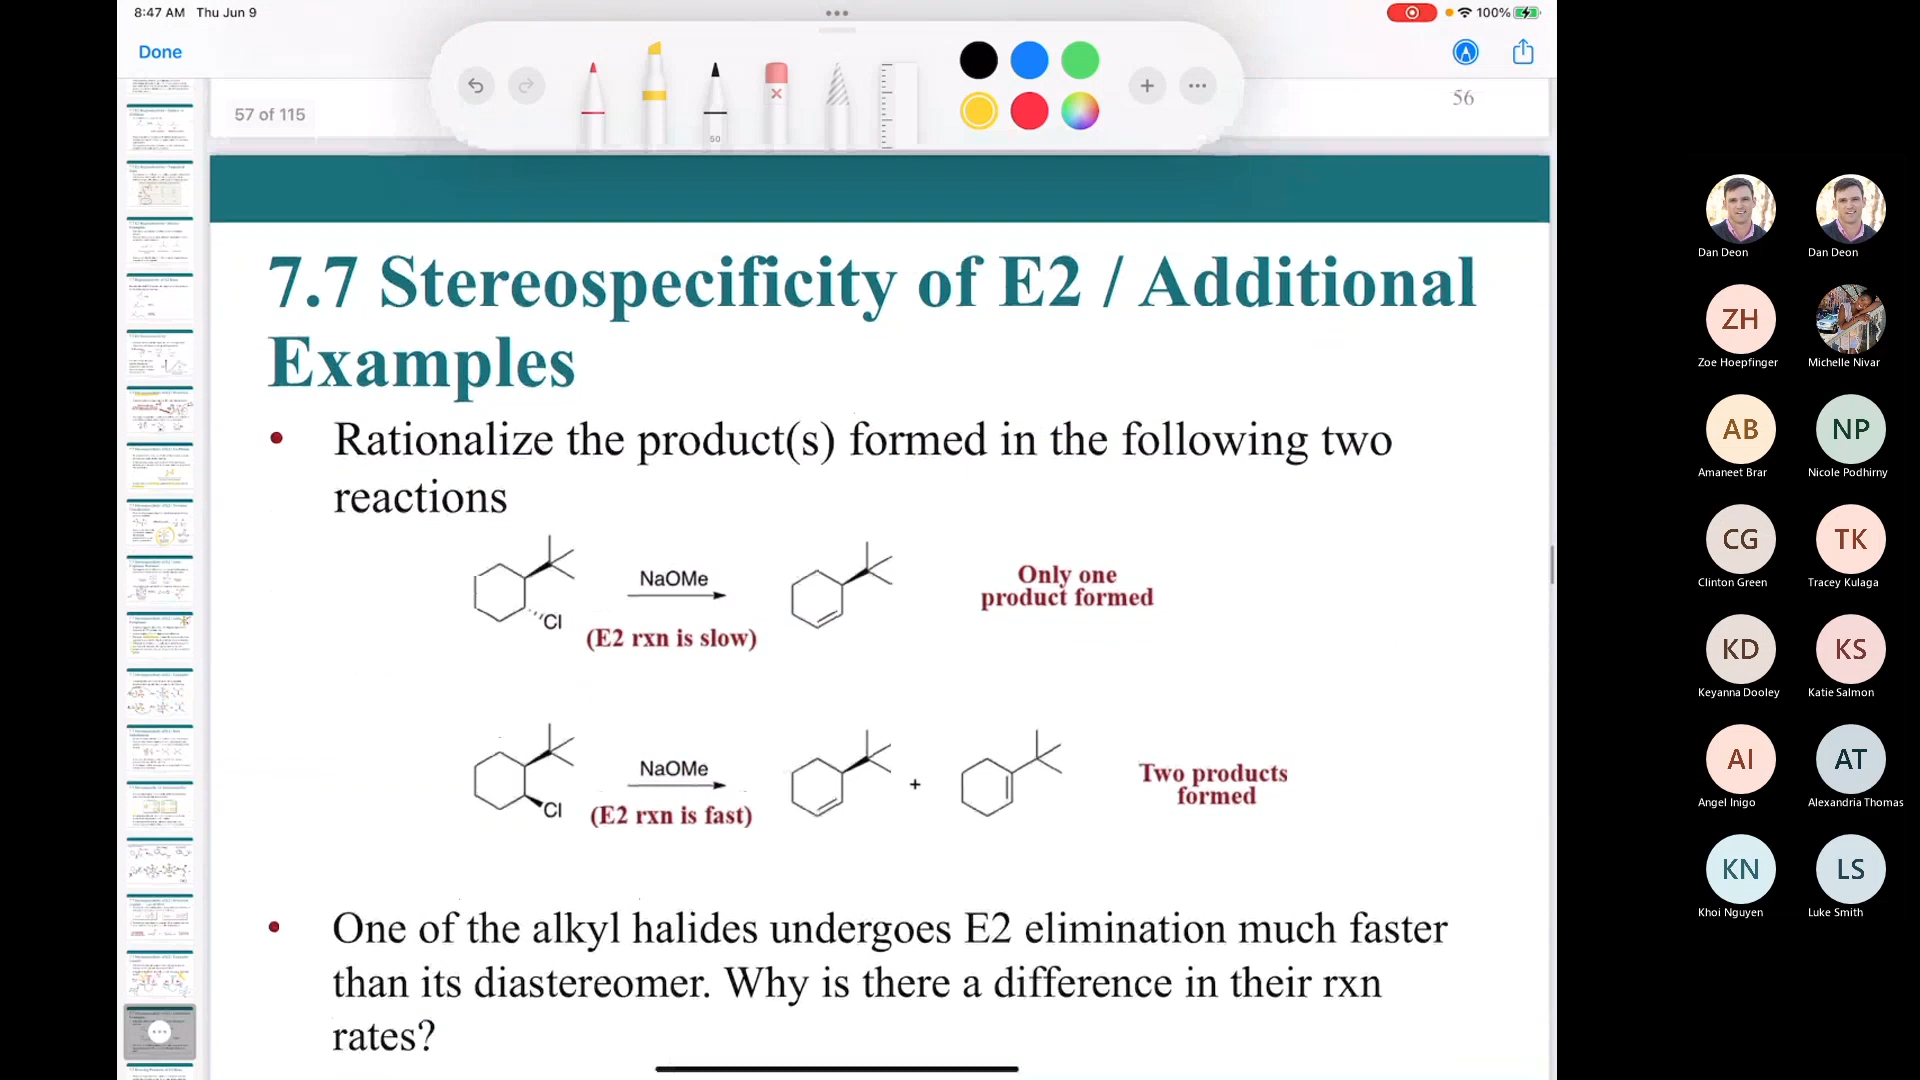 8:47 AM Thu Jun 9
100%
Done
50
57 of 115
56
7.7 Stereospecificity of E2 / Additional
Examples
Rationalize the product(s) formed in the following two
reactions
NaOMe
Cl
(E2 rxn is slow)
Only one
product formed
NaOMe
Cl
(E2 rxn is fast)
+
Two products
formed
One of the alkyl halides undergoes E2 elimination much faster
than its diastereomer. Why is there a difference in their rxn
rates?
Dan Deon
Dan Deon
ZH
Zoe Hoepfinger
Michelle Nivar
AB
Amaneet Brar
NP
Nicole Podhirny
CG
Clinton Green
TK
Tracey Kulaga
KD
Keyanna Dooley
KS
Katie Salmon
AI
Angel Inigo
AT
Alexandria Thomas
KN
Khoi Nguyen
LS
Luke Smith